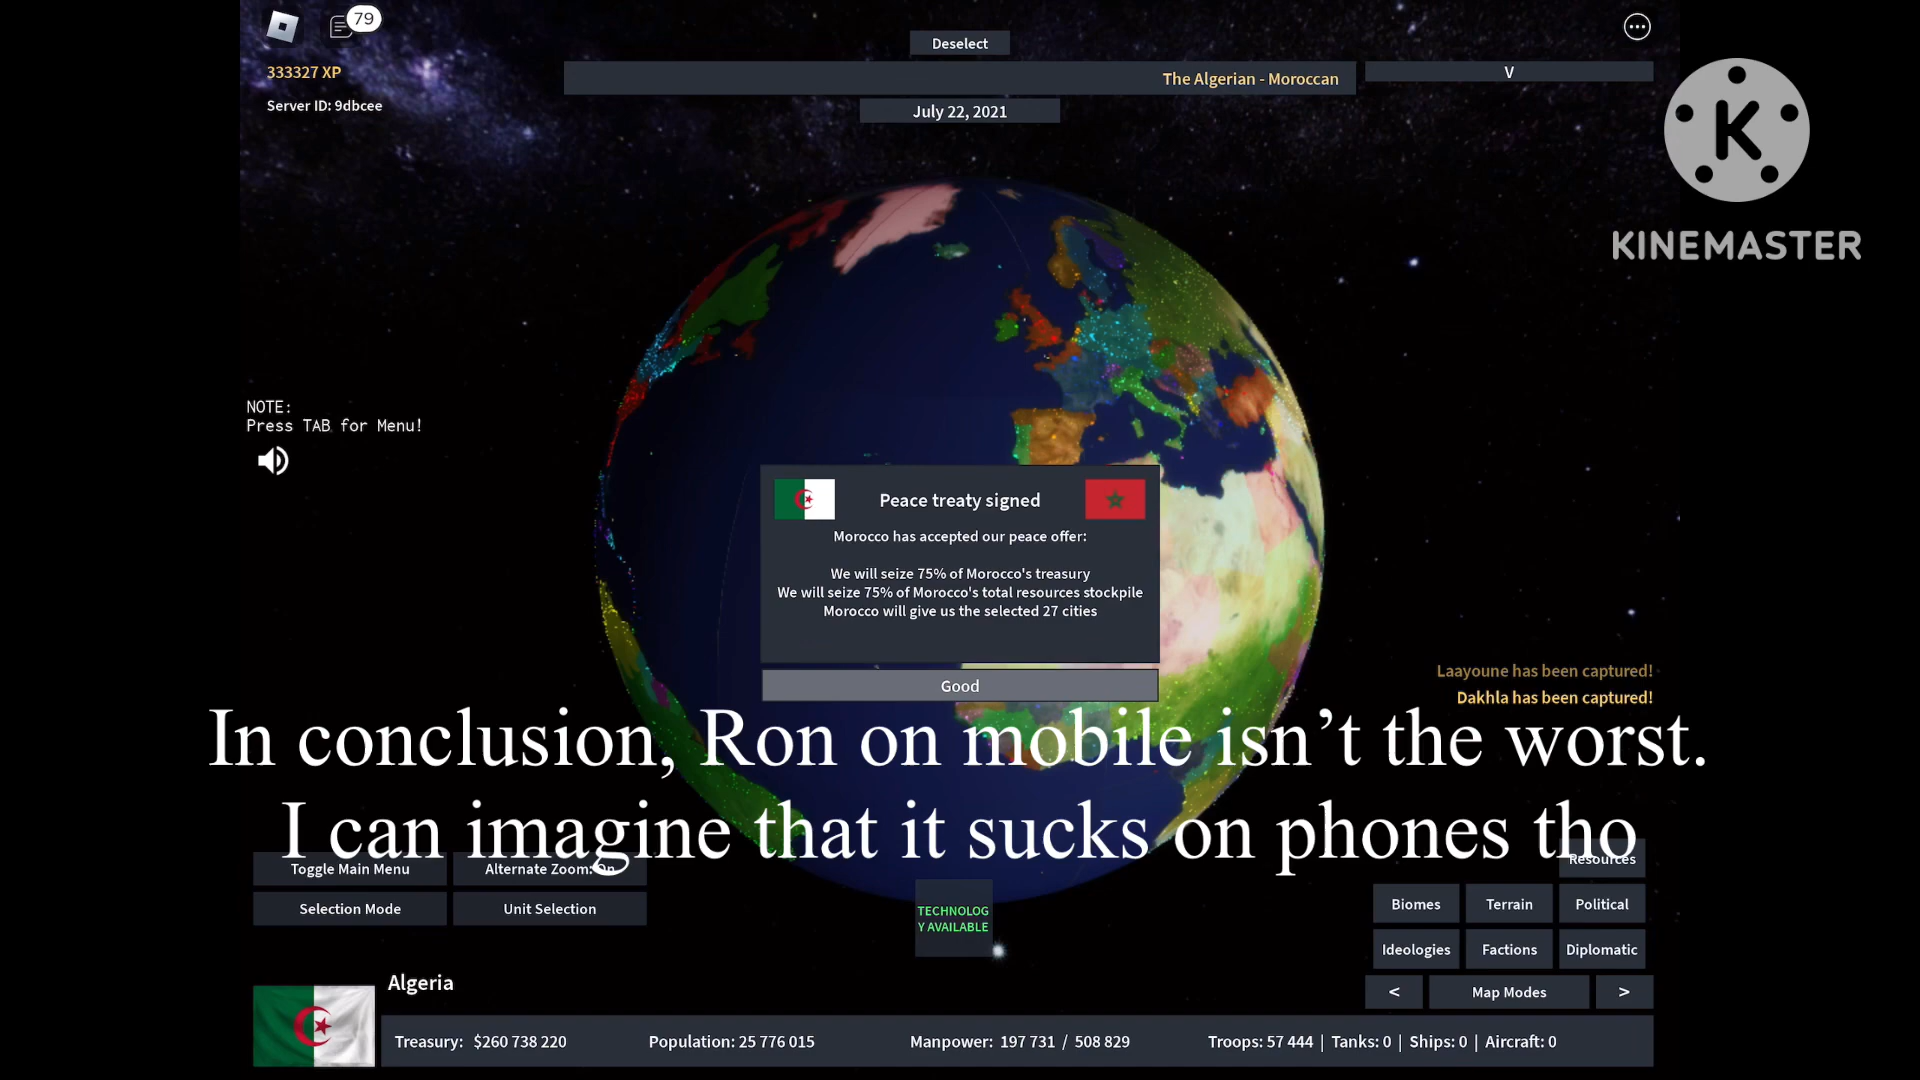 79
Deselect
333327 XP
The Algerian - Moroccan
V
Server ID: 9dbcee
July 22, 2021
K
KINEMASTER
NOTE:
Press TAB for Menu!
Peace treaty signed
Morocco has accepted our peace offer:
We will seize 75% of Morocco's treasury
We will seize 75% of Morocco's total resources stockpile
Morocco will give us the selected 27 cities
Good
Laayoune has been captured!
Dakhla has been captured!
In conclusion, Ron on mobile isn’t the worst.
I can imagine that it sucks on phones tho
Toggle Main Menu
Alternate Zoom: On
Resources
Selection Mode
Unit Selection
TECHNOLOG
Y AVAILABLE
Biomes
Terrain
Political
Ideologies
Factions
Diplomatic
<
Map Modes
>
Algeria
Treasury: $260 738 220
Population: 25 776 015
Manpower: 197 731 / 508 829
Troops: 57 444 | Tanks: 0 | Ships: 0 | Aircraft: 0